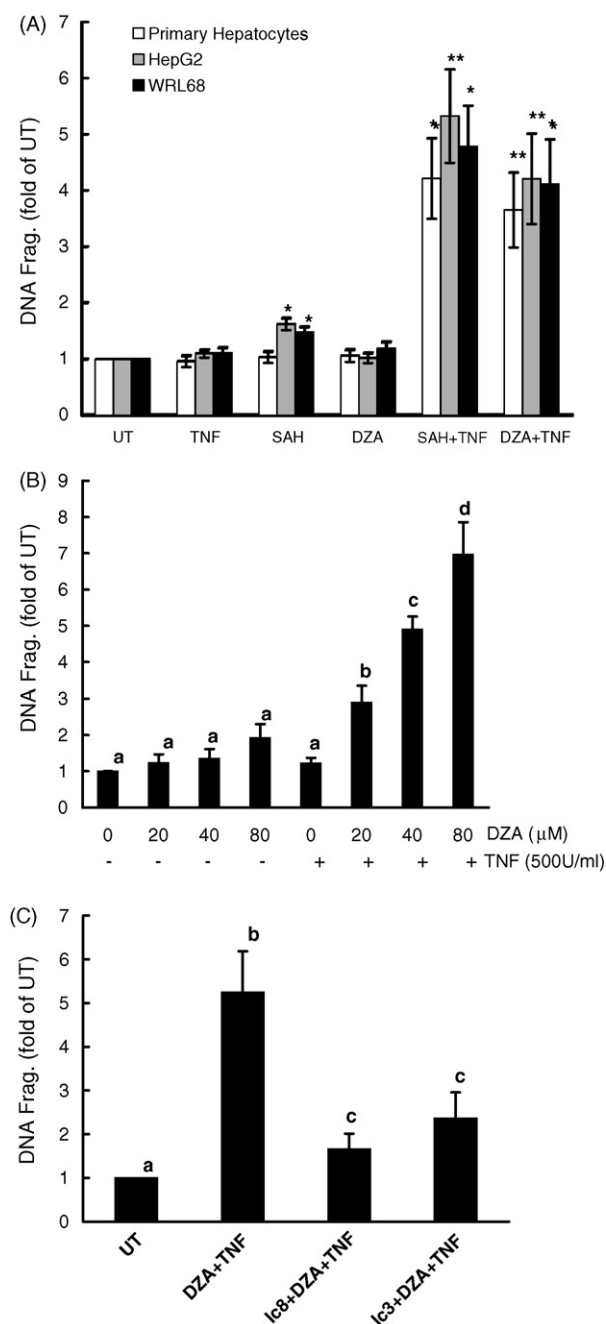 (A)
7
6
5
4
3
2
1
0
DNA Frag. (fold of UT)
Primary Hepatocytes
HepG2
WRL68
* * ** * ** ** * *
UT TNF SAH DZA SAH+TNF DZA+TNF
(B)
9
8
7
6
5
4
3
2
1
0
DNA Frag. (fold of UT)
a a a a a b c d
0 20 40 80 0 20 40 80 DZA (μM)
- - - - + + + + TNF (500U/ml)
(C)
7
6
5
4
3
2
1
0
DNA Frag. (fold of UT)
a b c c
UT
DZA+TNF
Ic8+DZA+TNF
Ic3+DZA+TNF